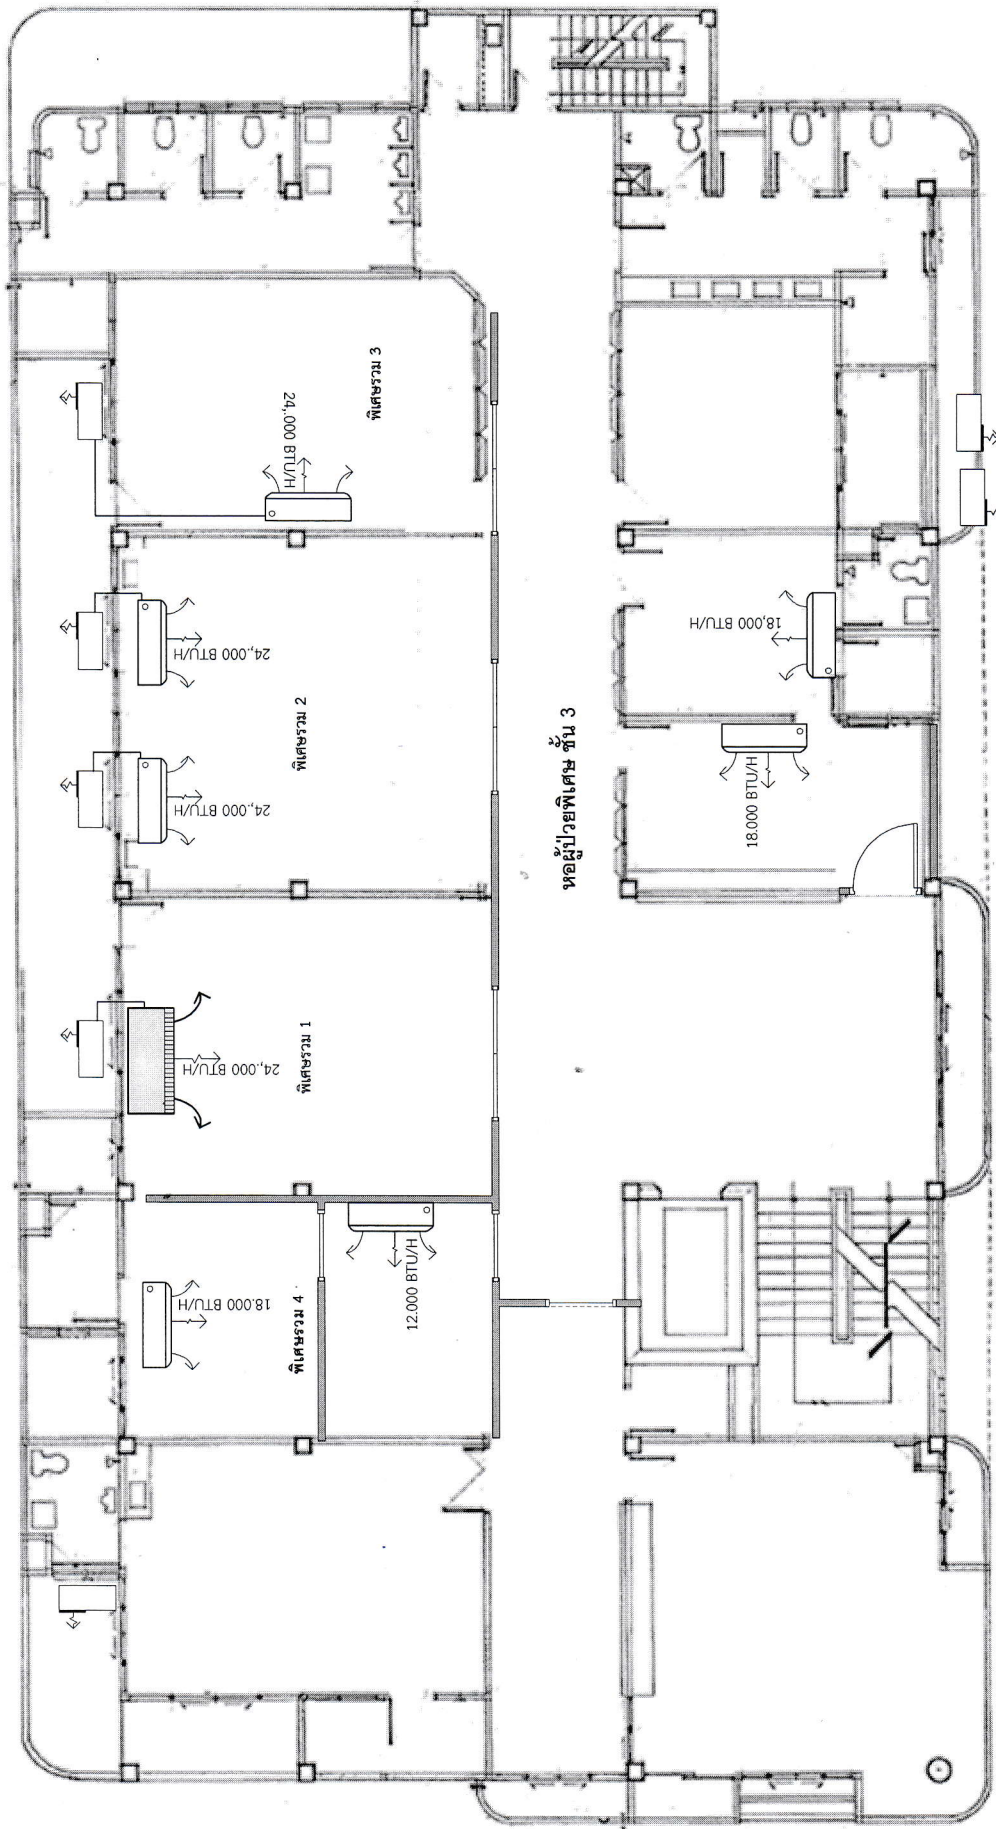 พิเศษรวม 3
24,.000 BTU/H
24,.000 BTU/H
พิเศษรวม 2
24,.000 BTU/H
18,000 BTU/H
หอผู้ป่วยพิเศษ ชั้น 3
18.000 BTU/H
24,.000 BTU/H
พิเศษรวม 1
18.000 BTU/H
พิเศษรวม 4
12.000 BTU/H